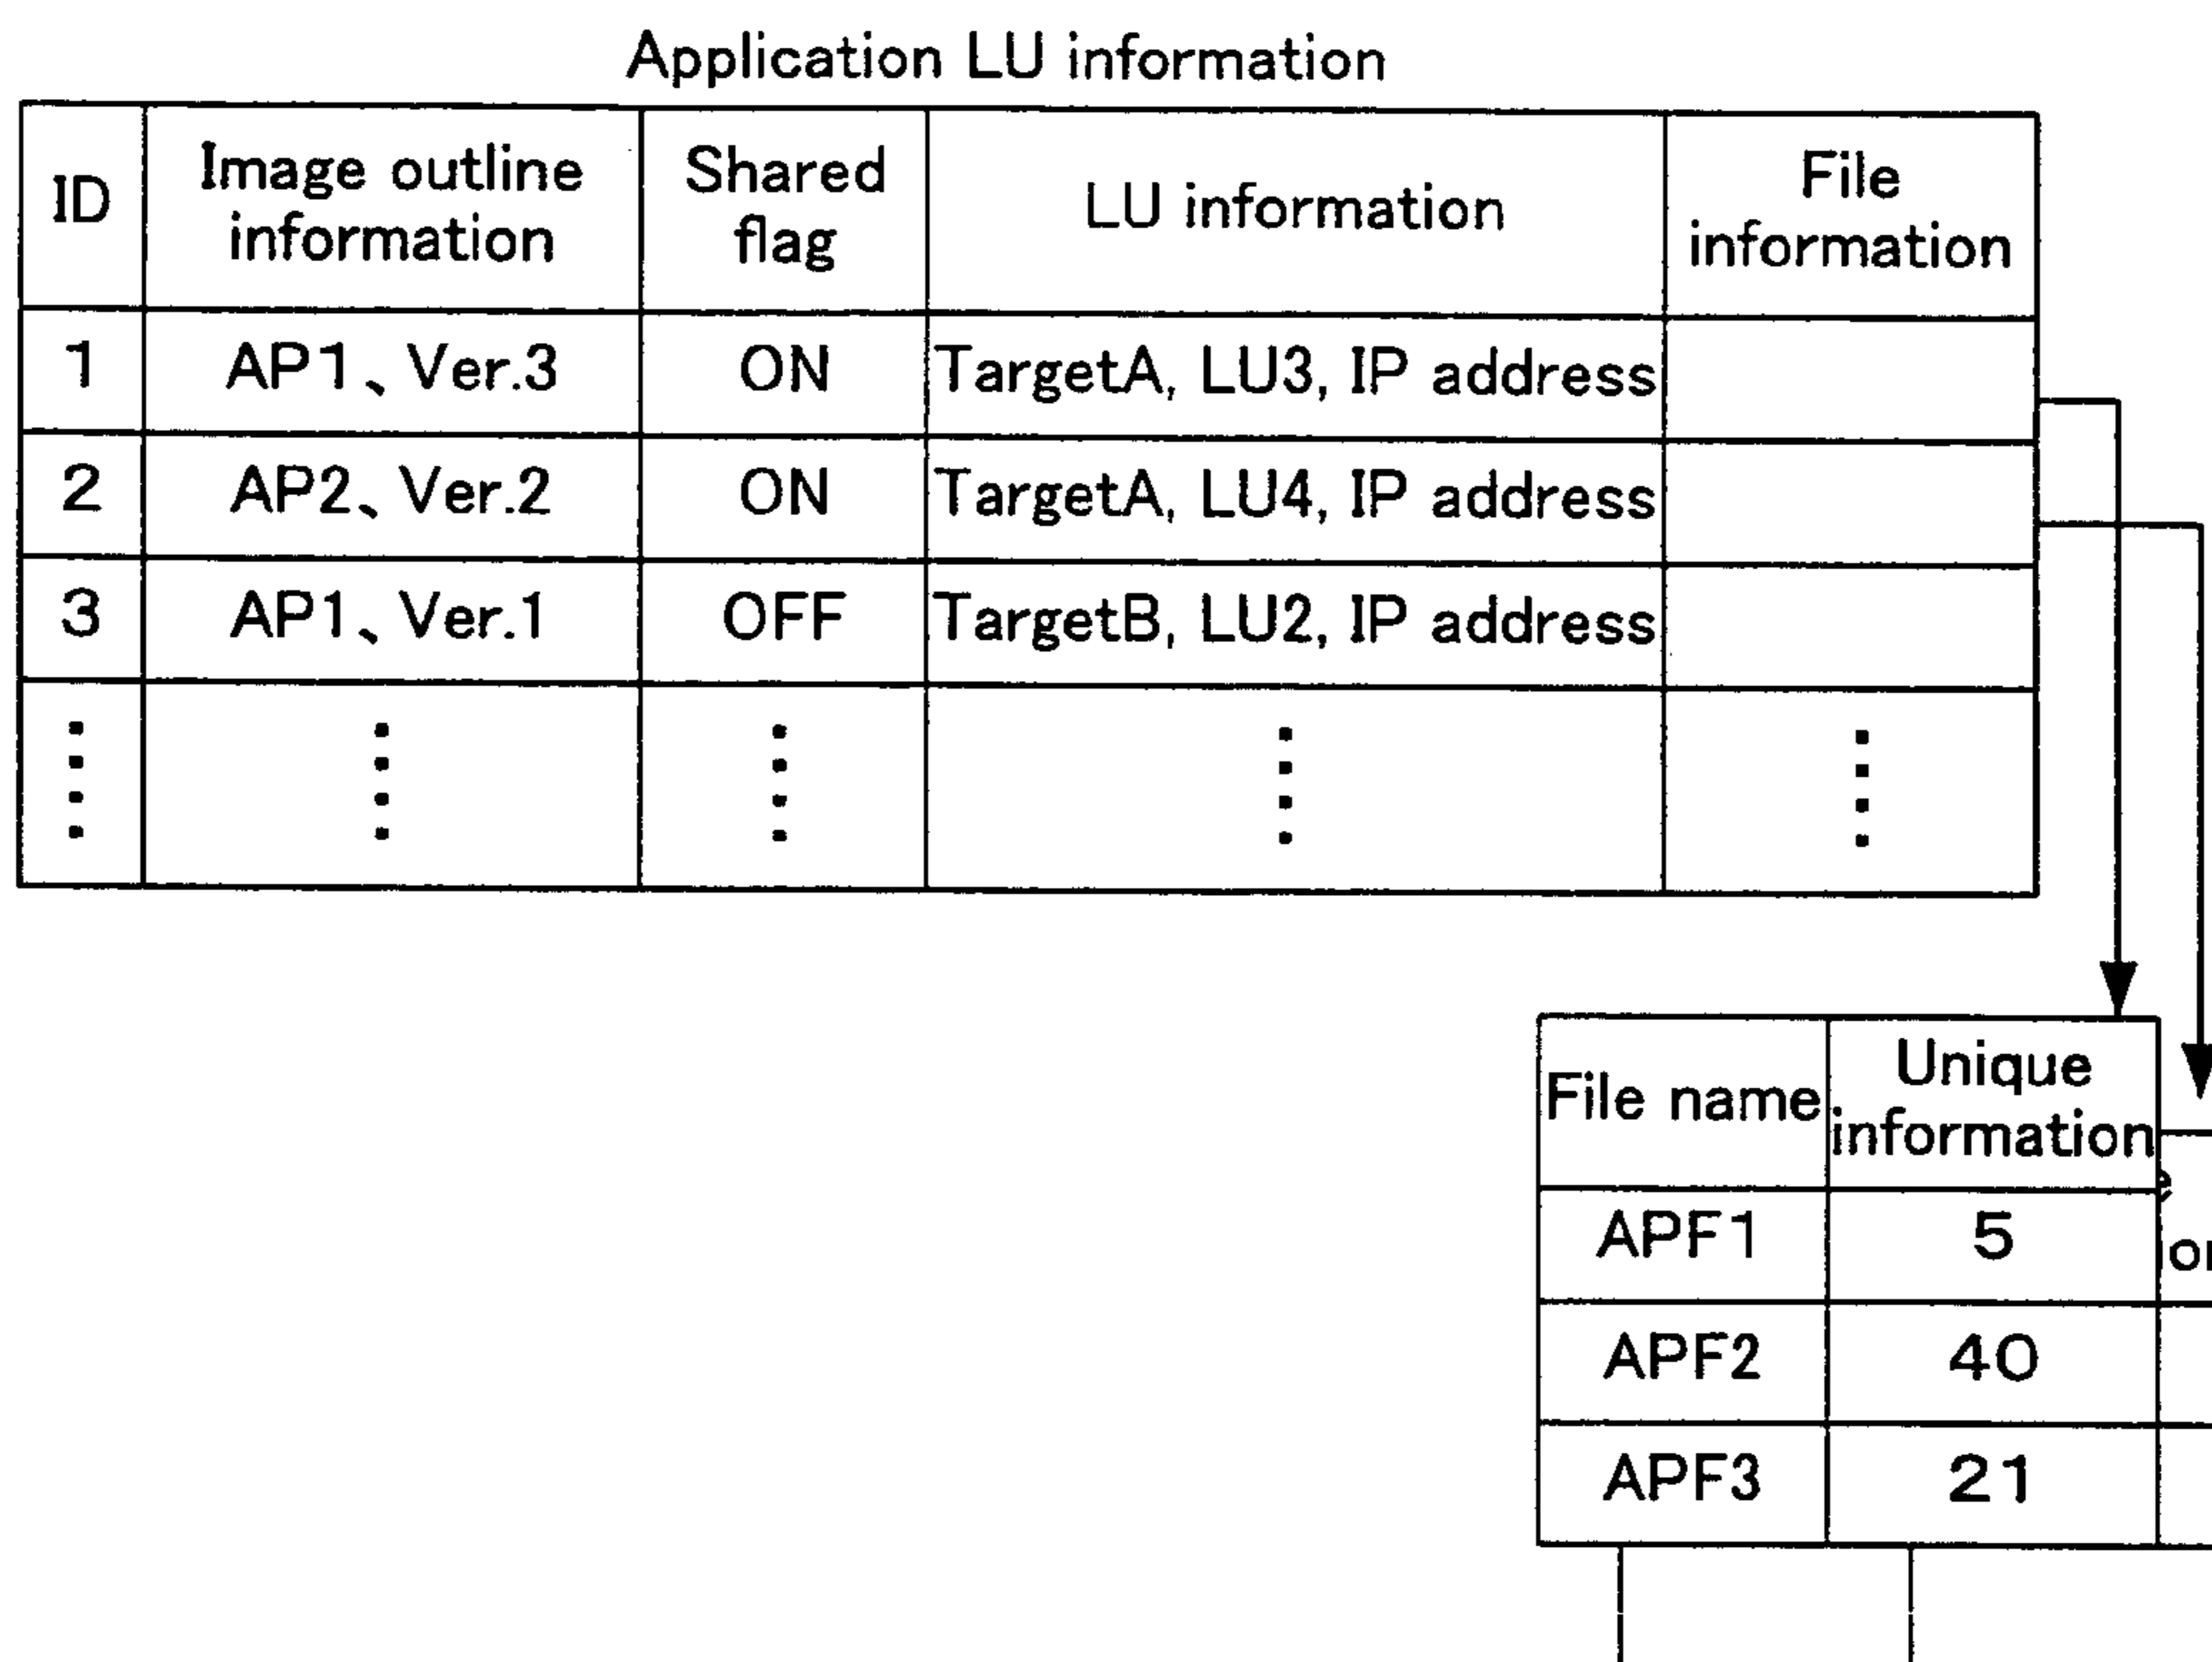 Application LU information
ID Image outline information Shared flag LU information File information
1 AP1、Ver.3 ON TargetA, LU3, IP address
2 AP2、Ver.2 ON TargetA, LU4, IP address
3 AP1、Ver.1 OFF TargetB, LU2, IP address
File name Unique information
APF1 5
APF2 40
APF3 21